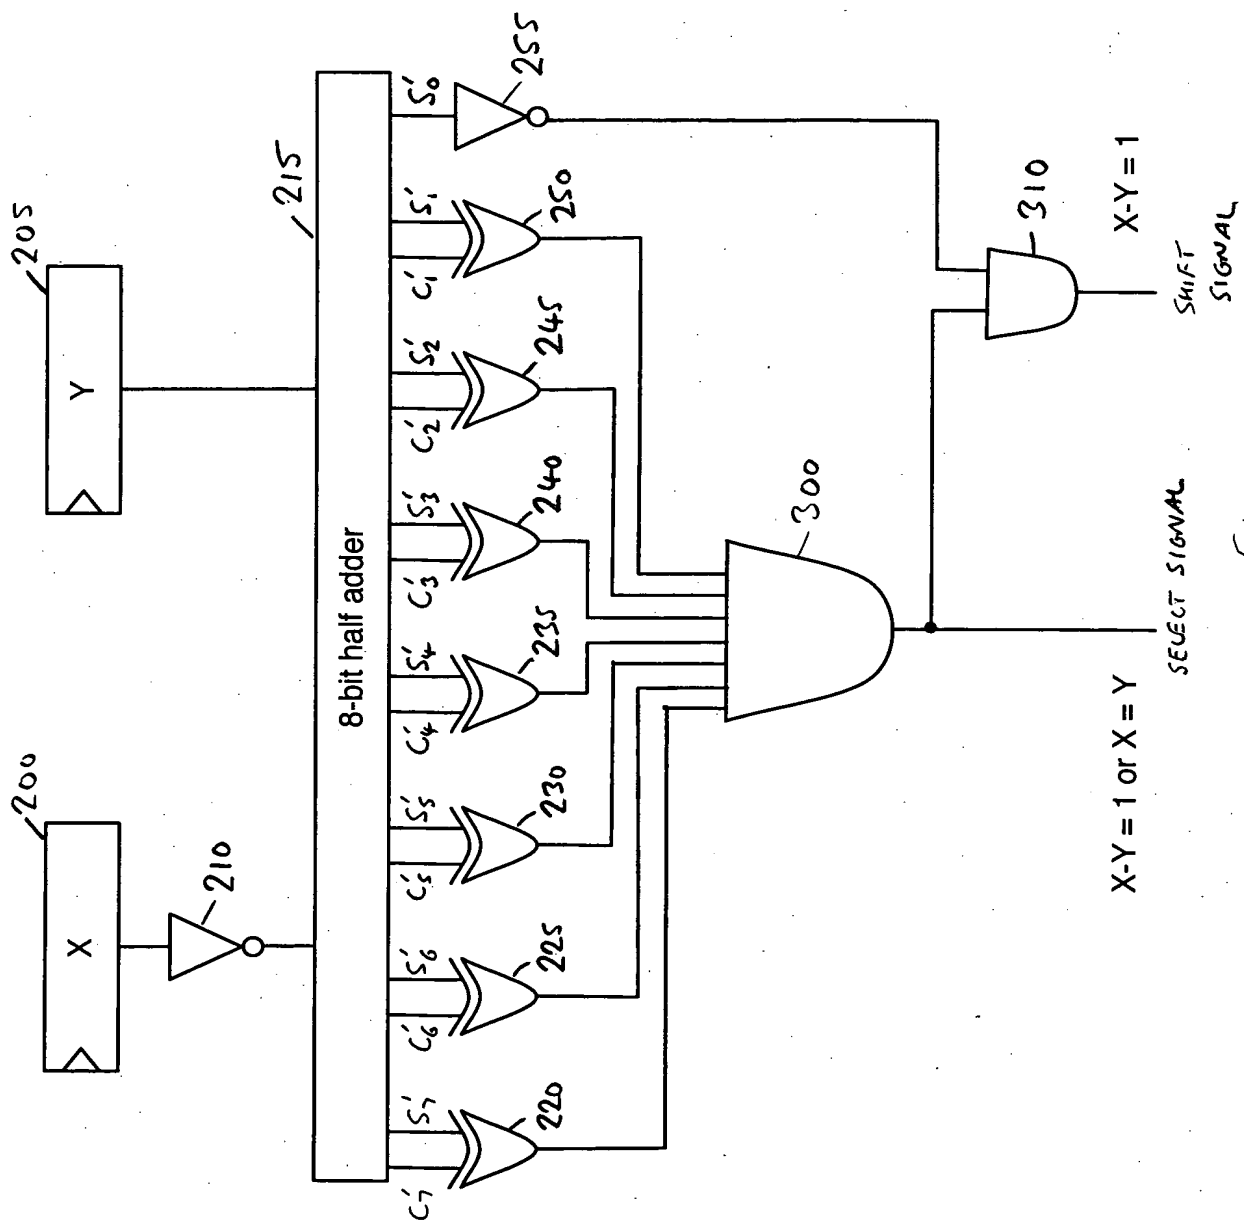 200
X
210
205
Y
215
8-bit half adder
C'7 S'7
C'6 S'6
C'5 S'5
C'4 S'4
C'3 S'3
C'2 S'2
C'1 S'1
S'0
220
225
230
235
240
245
250
255
300
310
X-Y = 1 or X = Y
SELECT SIGNAL
X-Y = 1
SHIFT
SIGNAL